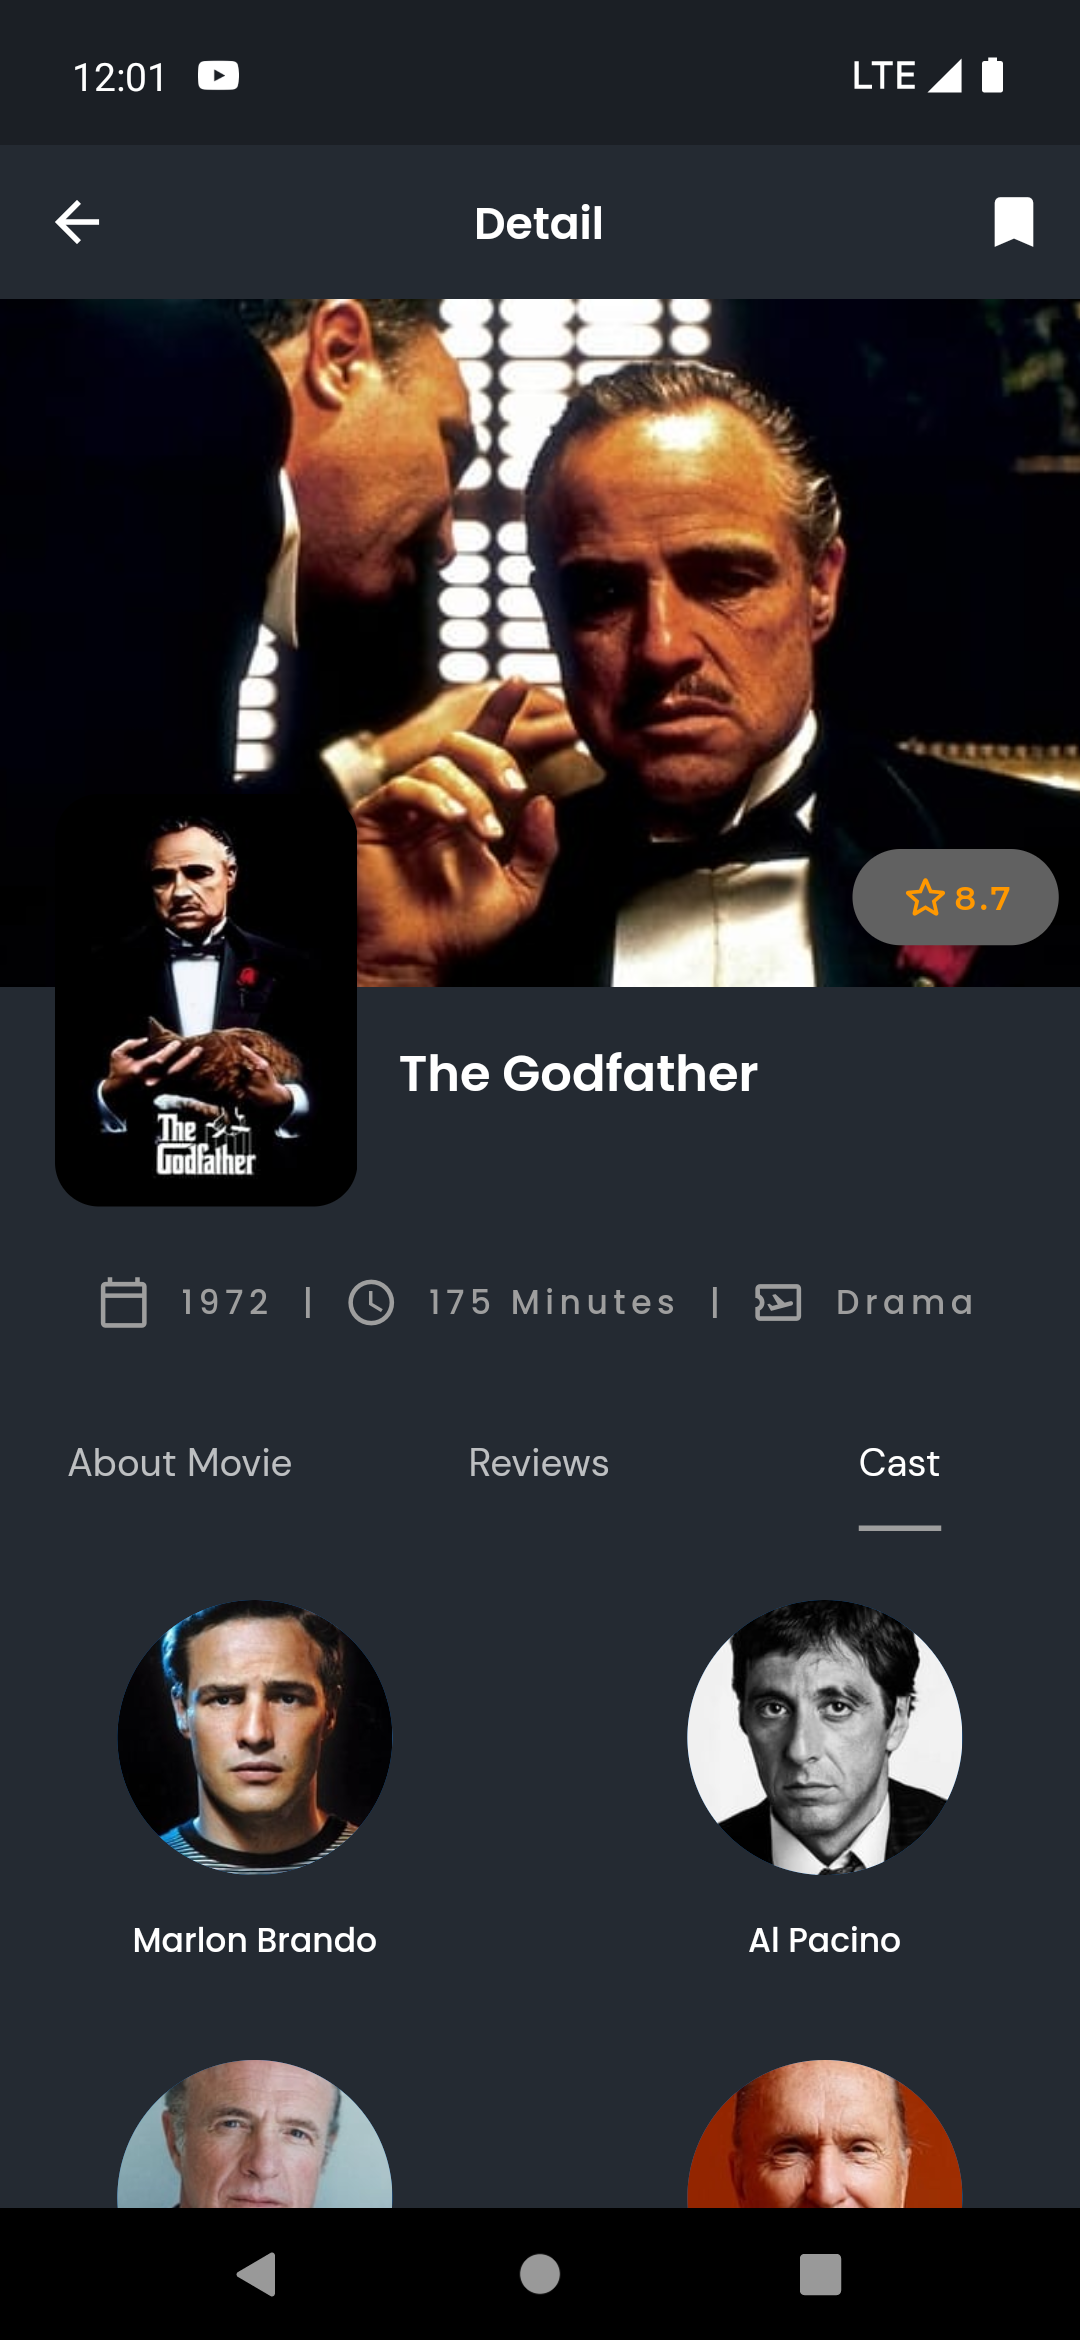 12:01 LTE
Detail
8.7
The
Godfather
The Godfather
1972 | 175 Minutes | Drama
About Movie Reviews Cast
Marlon Brando Al Pacino